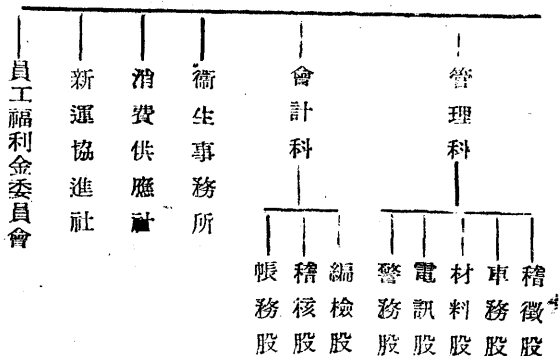 管理科
稽徵股
車務股
材料股
電訊股
警務股
會計科
編檢股
稽核股
帳務股
衞生事務所
消費供應社
新運協進社
員工福利金委員會